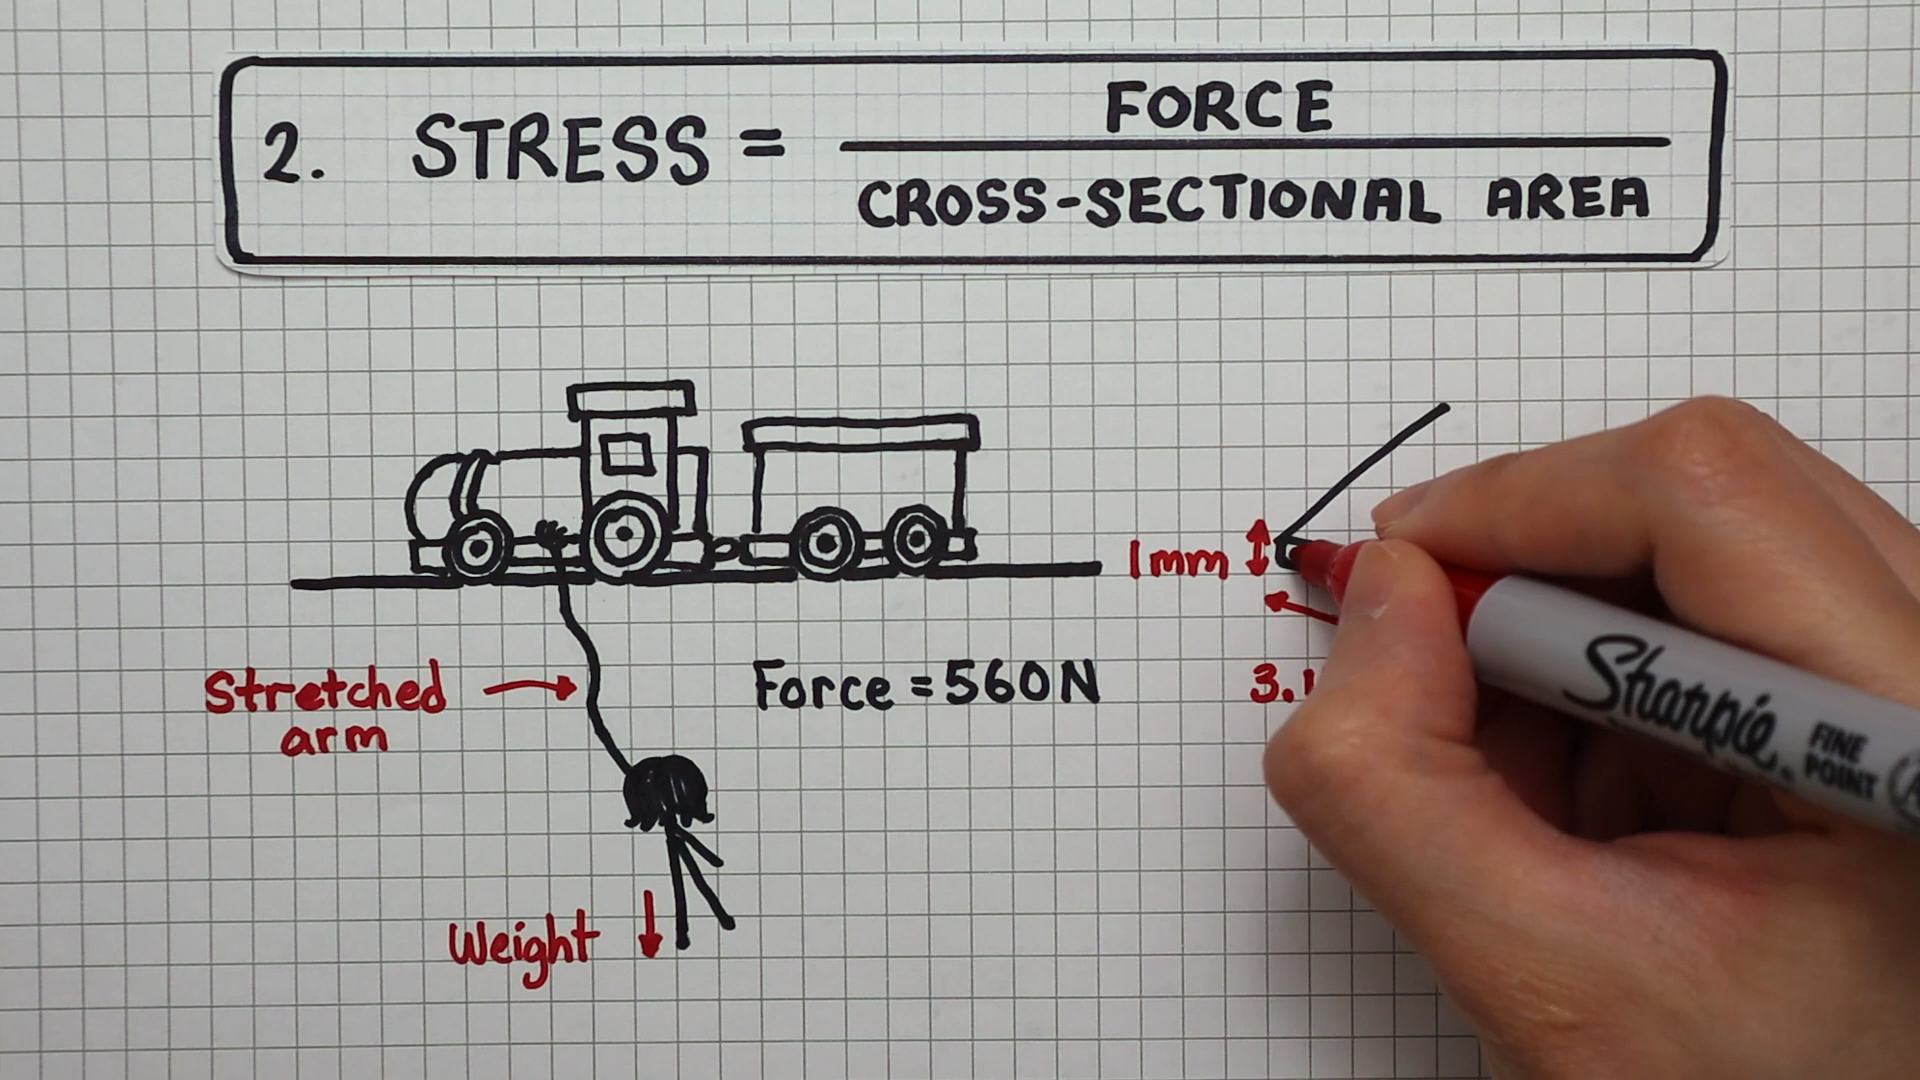 2. STRESS = FORCE
CROSS-SECTIONAL AREA
1mm
Stretched
arm
Force = 560N
Weight
Sharpie
FINE
POINT